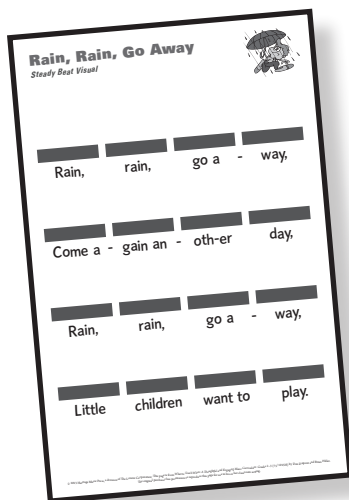 Rain, Rain, Go Away
Steady Beat Visual
Rain, rain, go a - way,
Come a - gain an - oth-er day,
Rain, rain, go a - way,
Little children want to play.